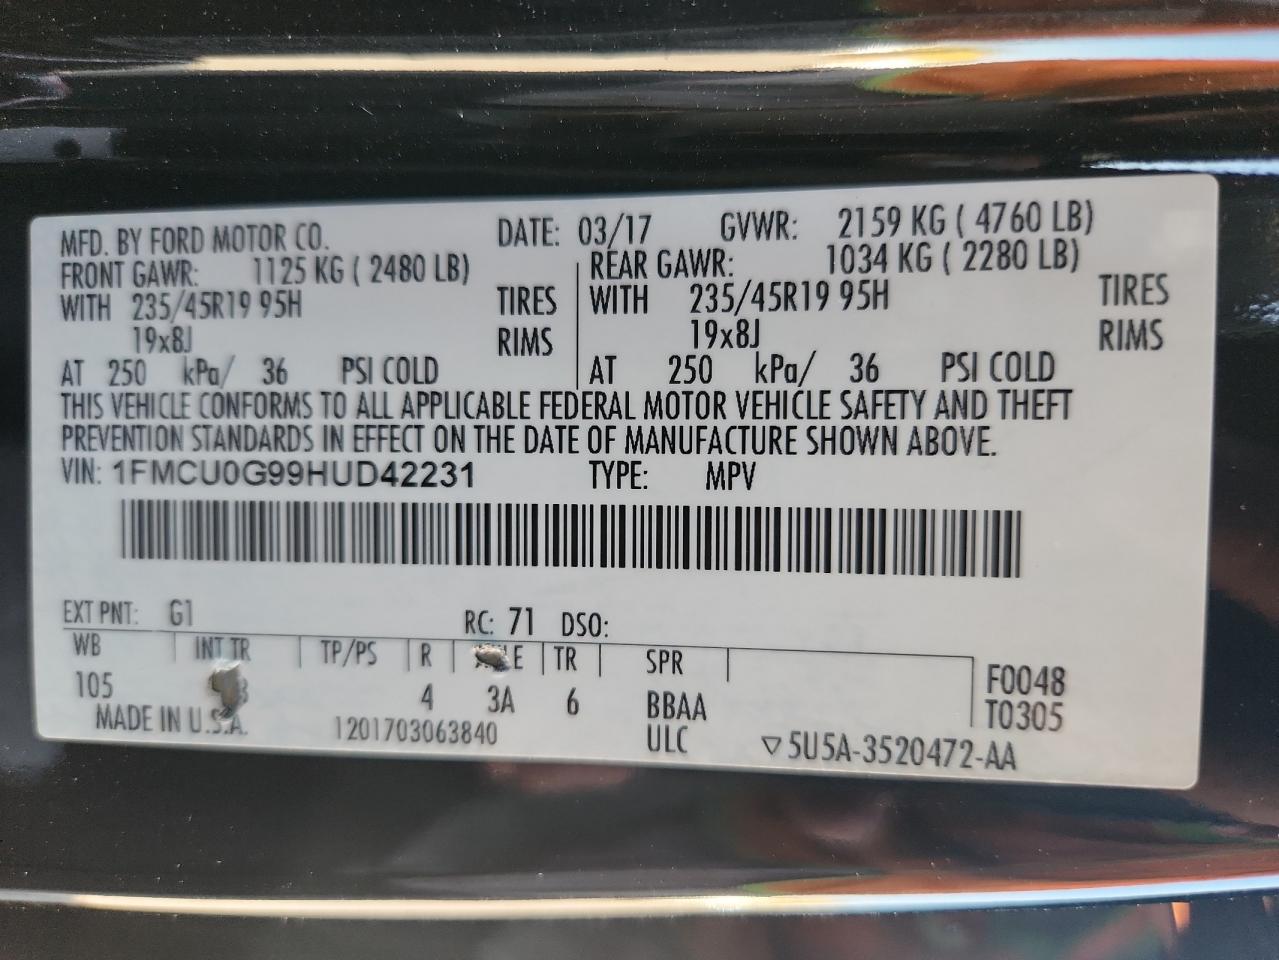 MFD. BY FORD MOTOR CO. DATE: 03/17 GVWR: 2159 KG ( 4760 LB)
FRONT GAWR: 1125 KG ( 2480 LB) REAR GAWR: 1034 KG ( 2280 LB)
WITH 235/45R19 95H TIRES WITH 235/45R19 95H TIRES
19x8J RIMS 19x8J RIMS
AT 250 kPa/ 36 PSI COLD AT 250 kPa/ 36 PSI COLD
THIS VEHICLE CONFORMS TO ALL APPLICABLE FEDERAL MOTOR VEHICLE SAFETY AND THEFT
PREVENTION STANDARDS IN EFFECT ON THE DATE OF MANUFACTURE SHOWN ABOVE.
VIN: 1FMCU0G99HUD42231 TYPE: MPV
EXT PNT: G1 RC: 71 DSO:
WB INT TR TP/PS R TR SPR
105 4 3A 6 BBAA F0048
MADE IN U.S.A. 1201703063840 ULC T0305
▽5U5A-3520472-AA